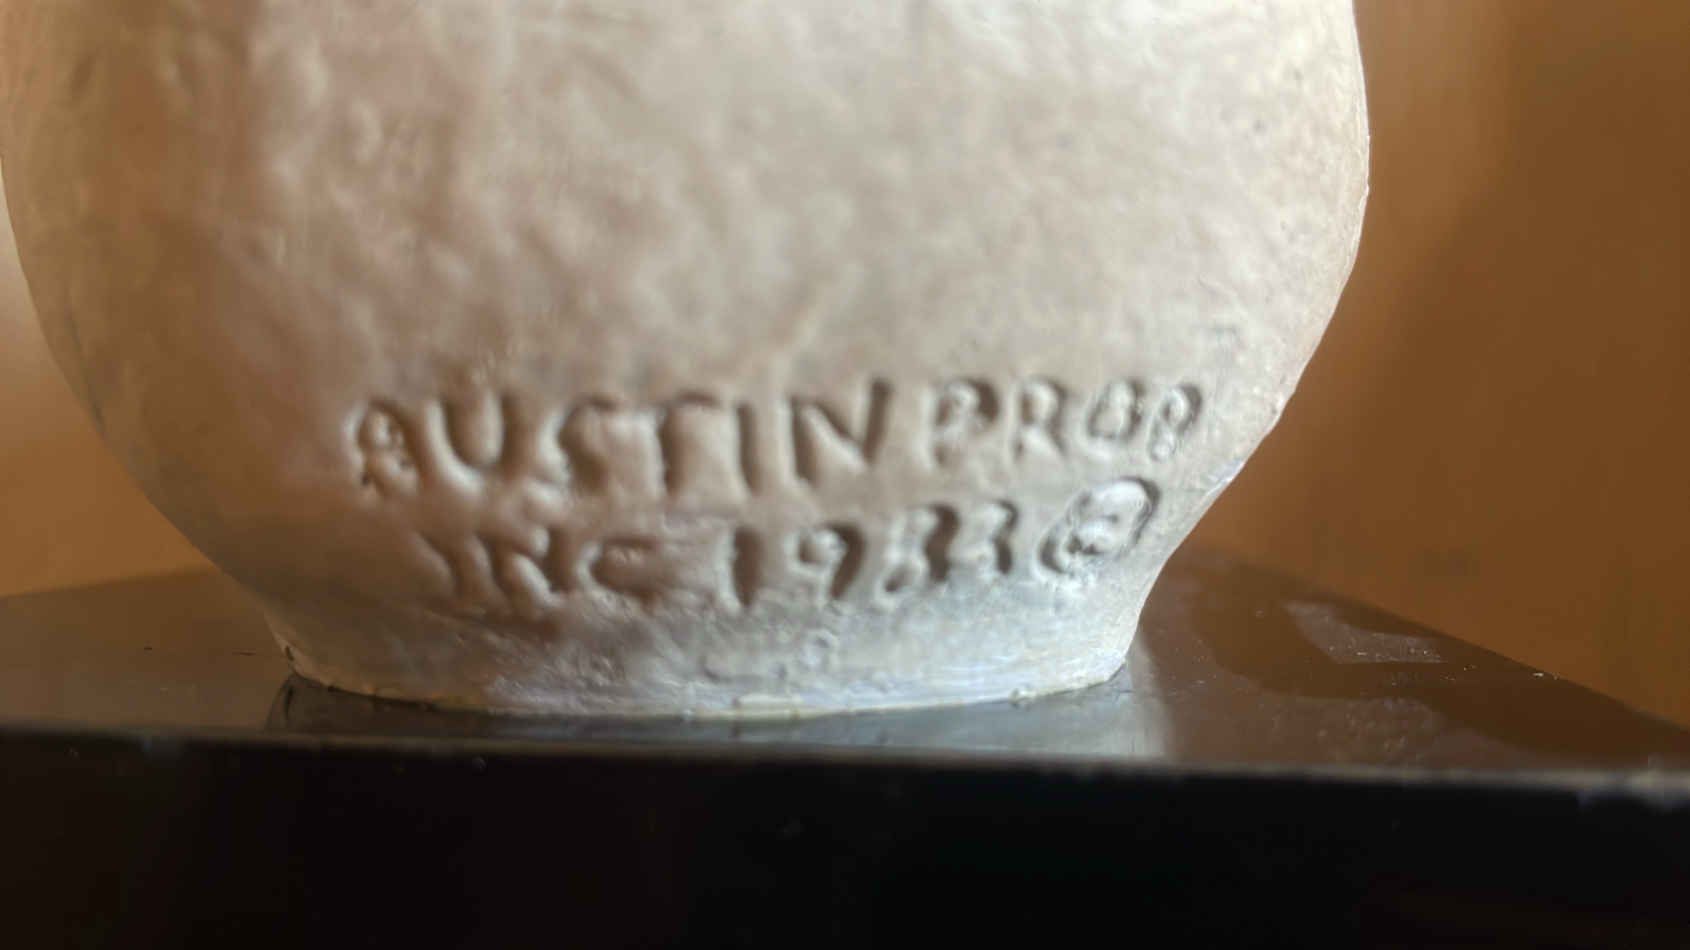 AUSTIN PROD
INC 1983 ©